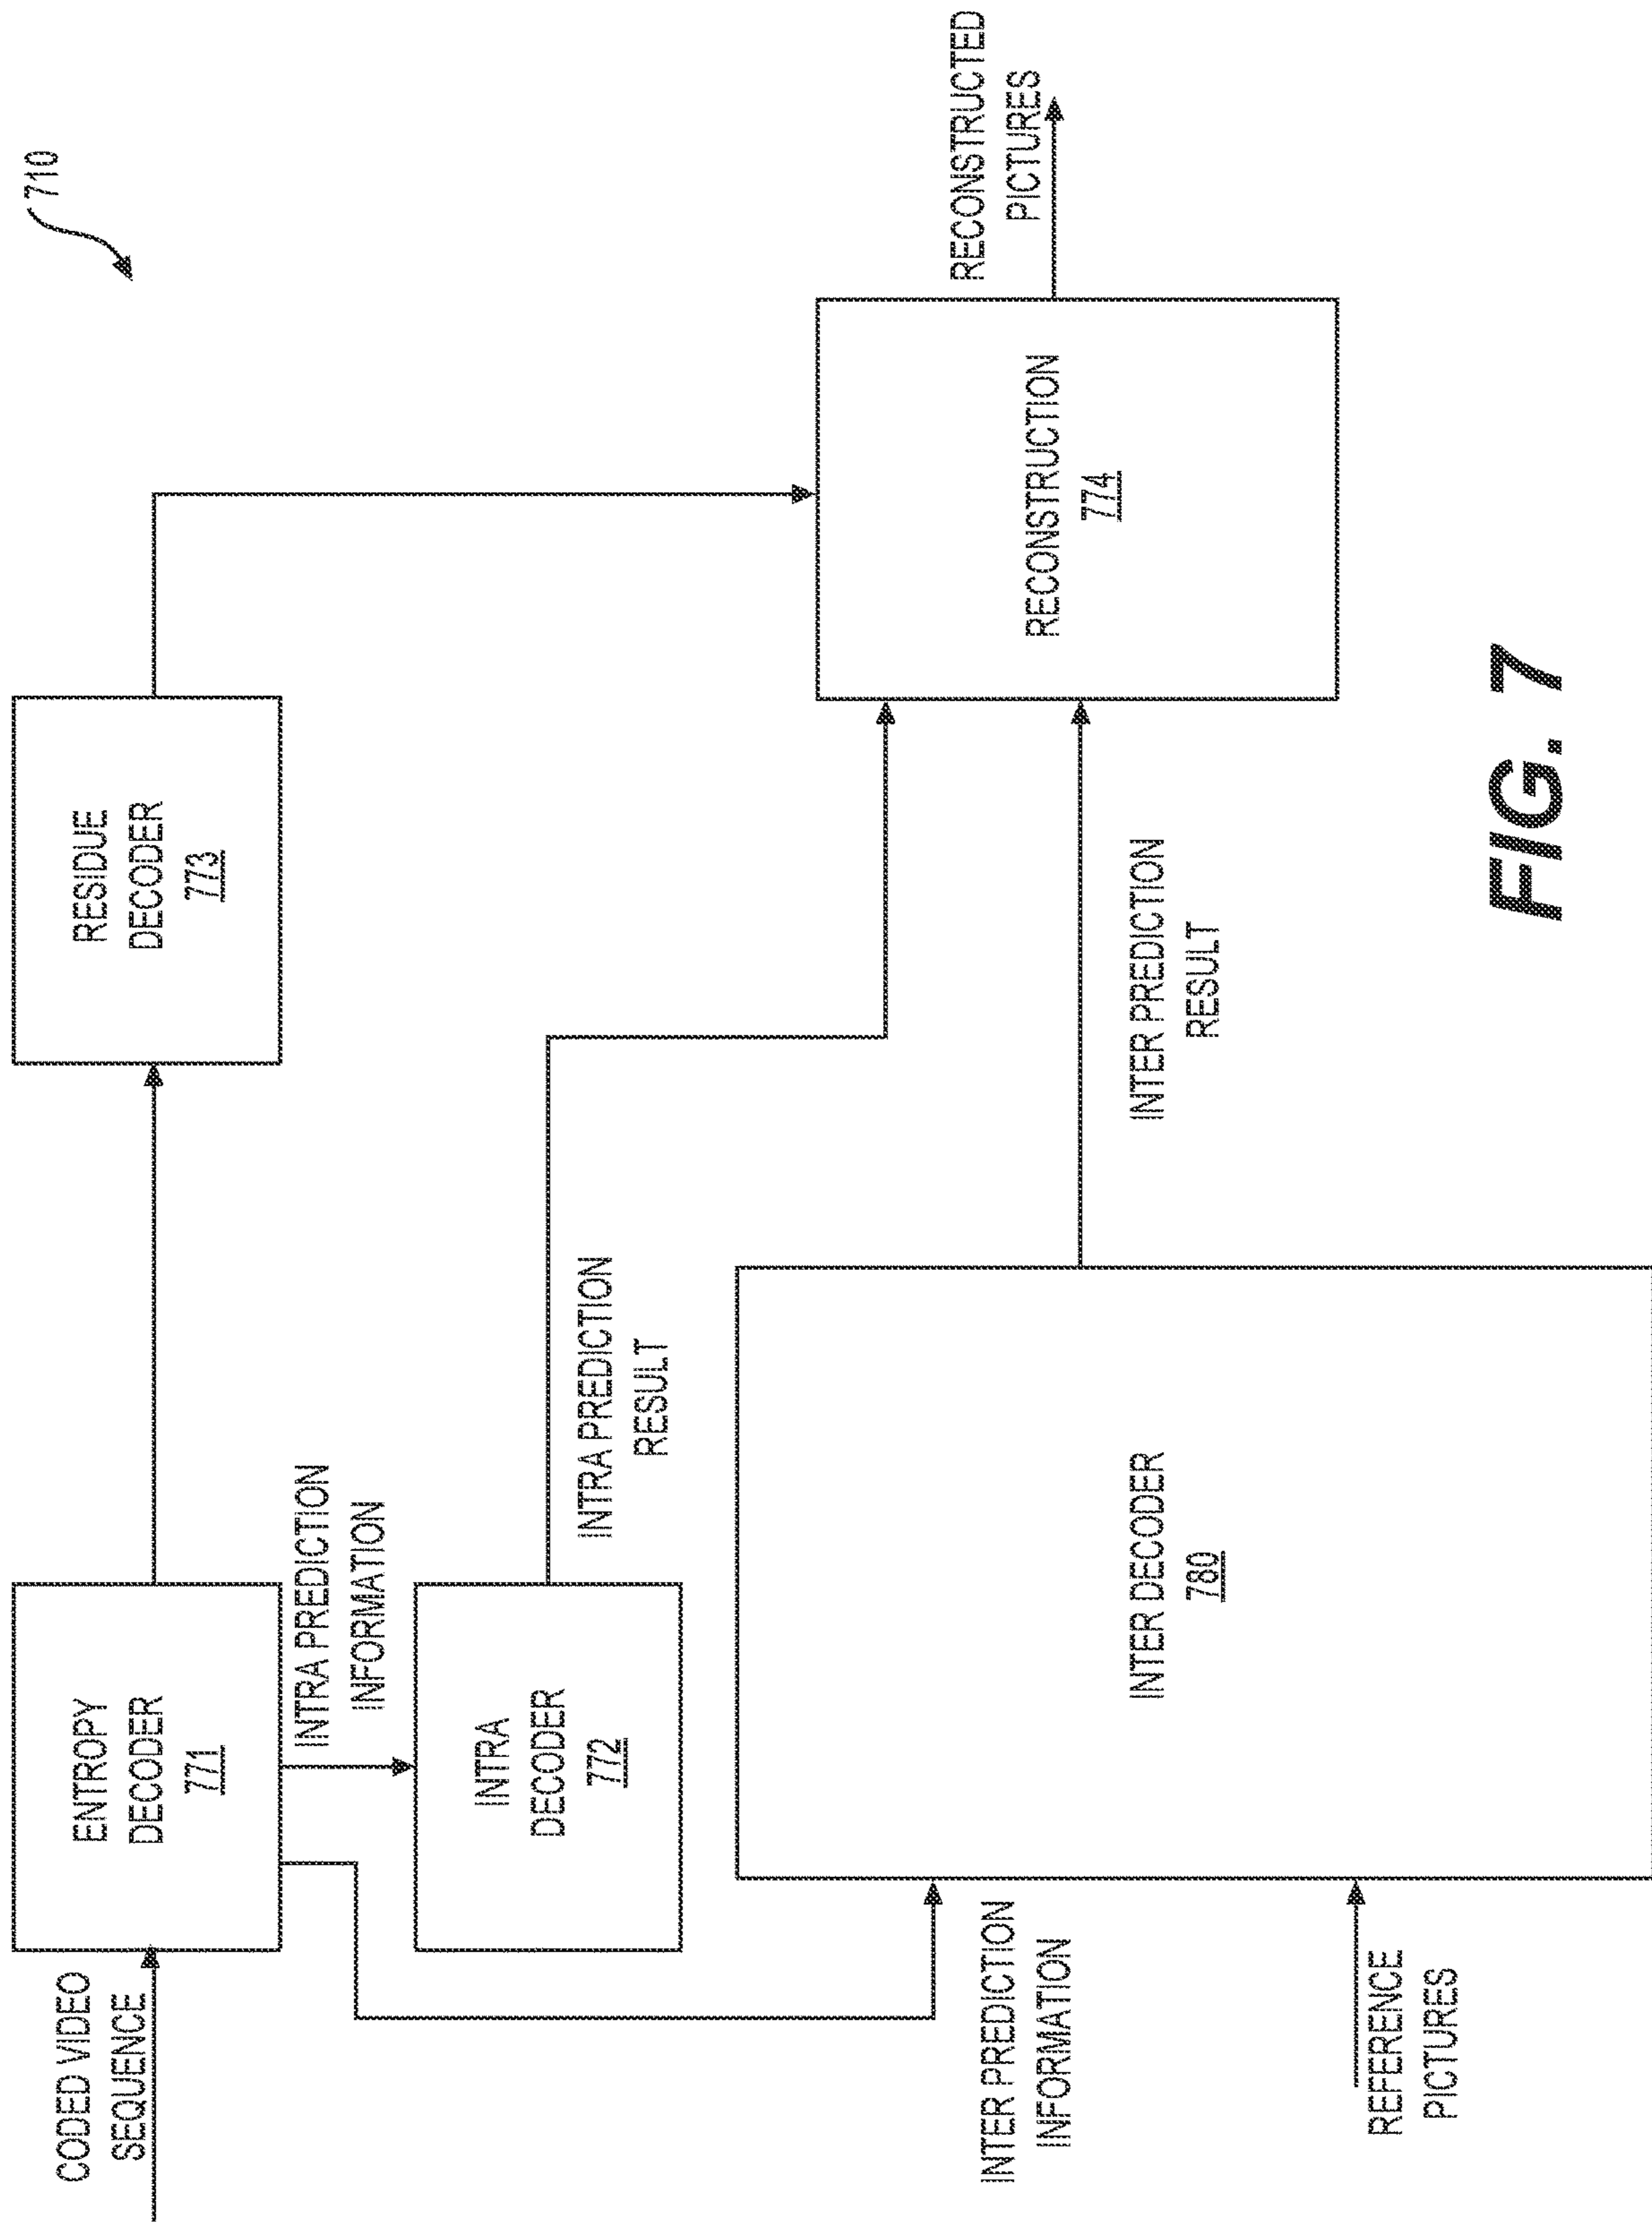 710
CODED VIDEO
SEQUENCE
ENTROPY
DECODER
771
RESIDUE
DECODER
773
INTRA PREDICTION
INFORMATION
INTRA
DECODER
772
INTRA PREDICTION
RESULT
RECONSTRUCTED
PICTURES
RECONSTRUCTION
774
INTER PREDICTION
INFORMATION
INTER DECODER
780
INTER PREDICTION
RESULT
REFERENCE
PICTURES
FIG. 7